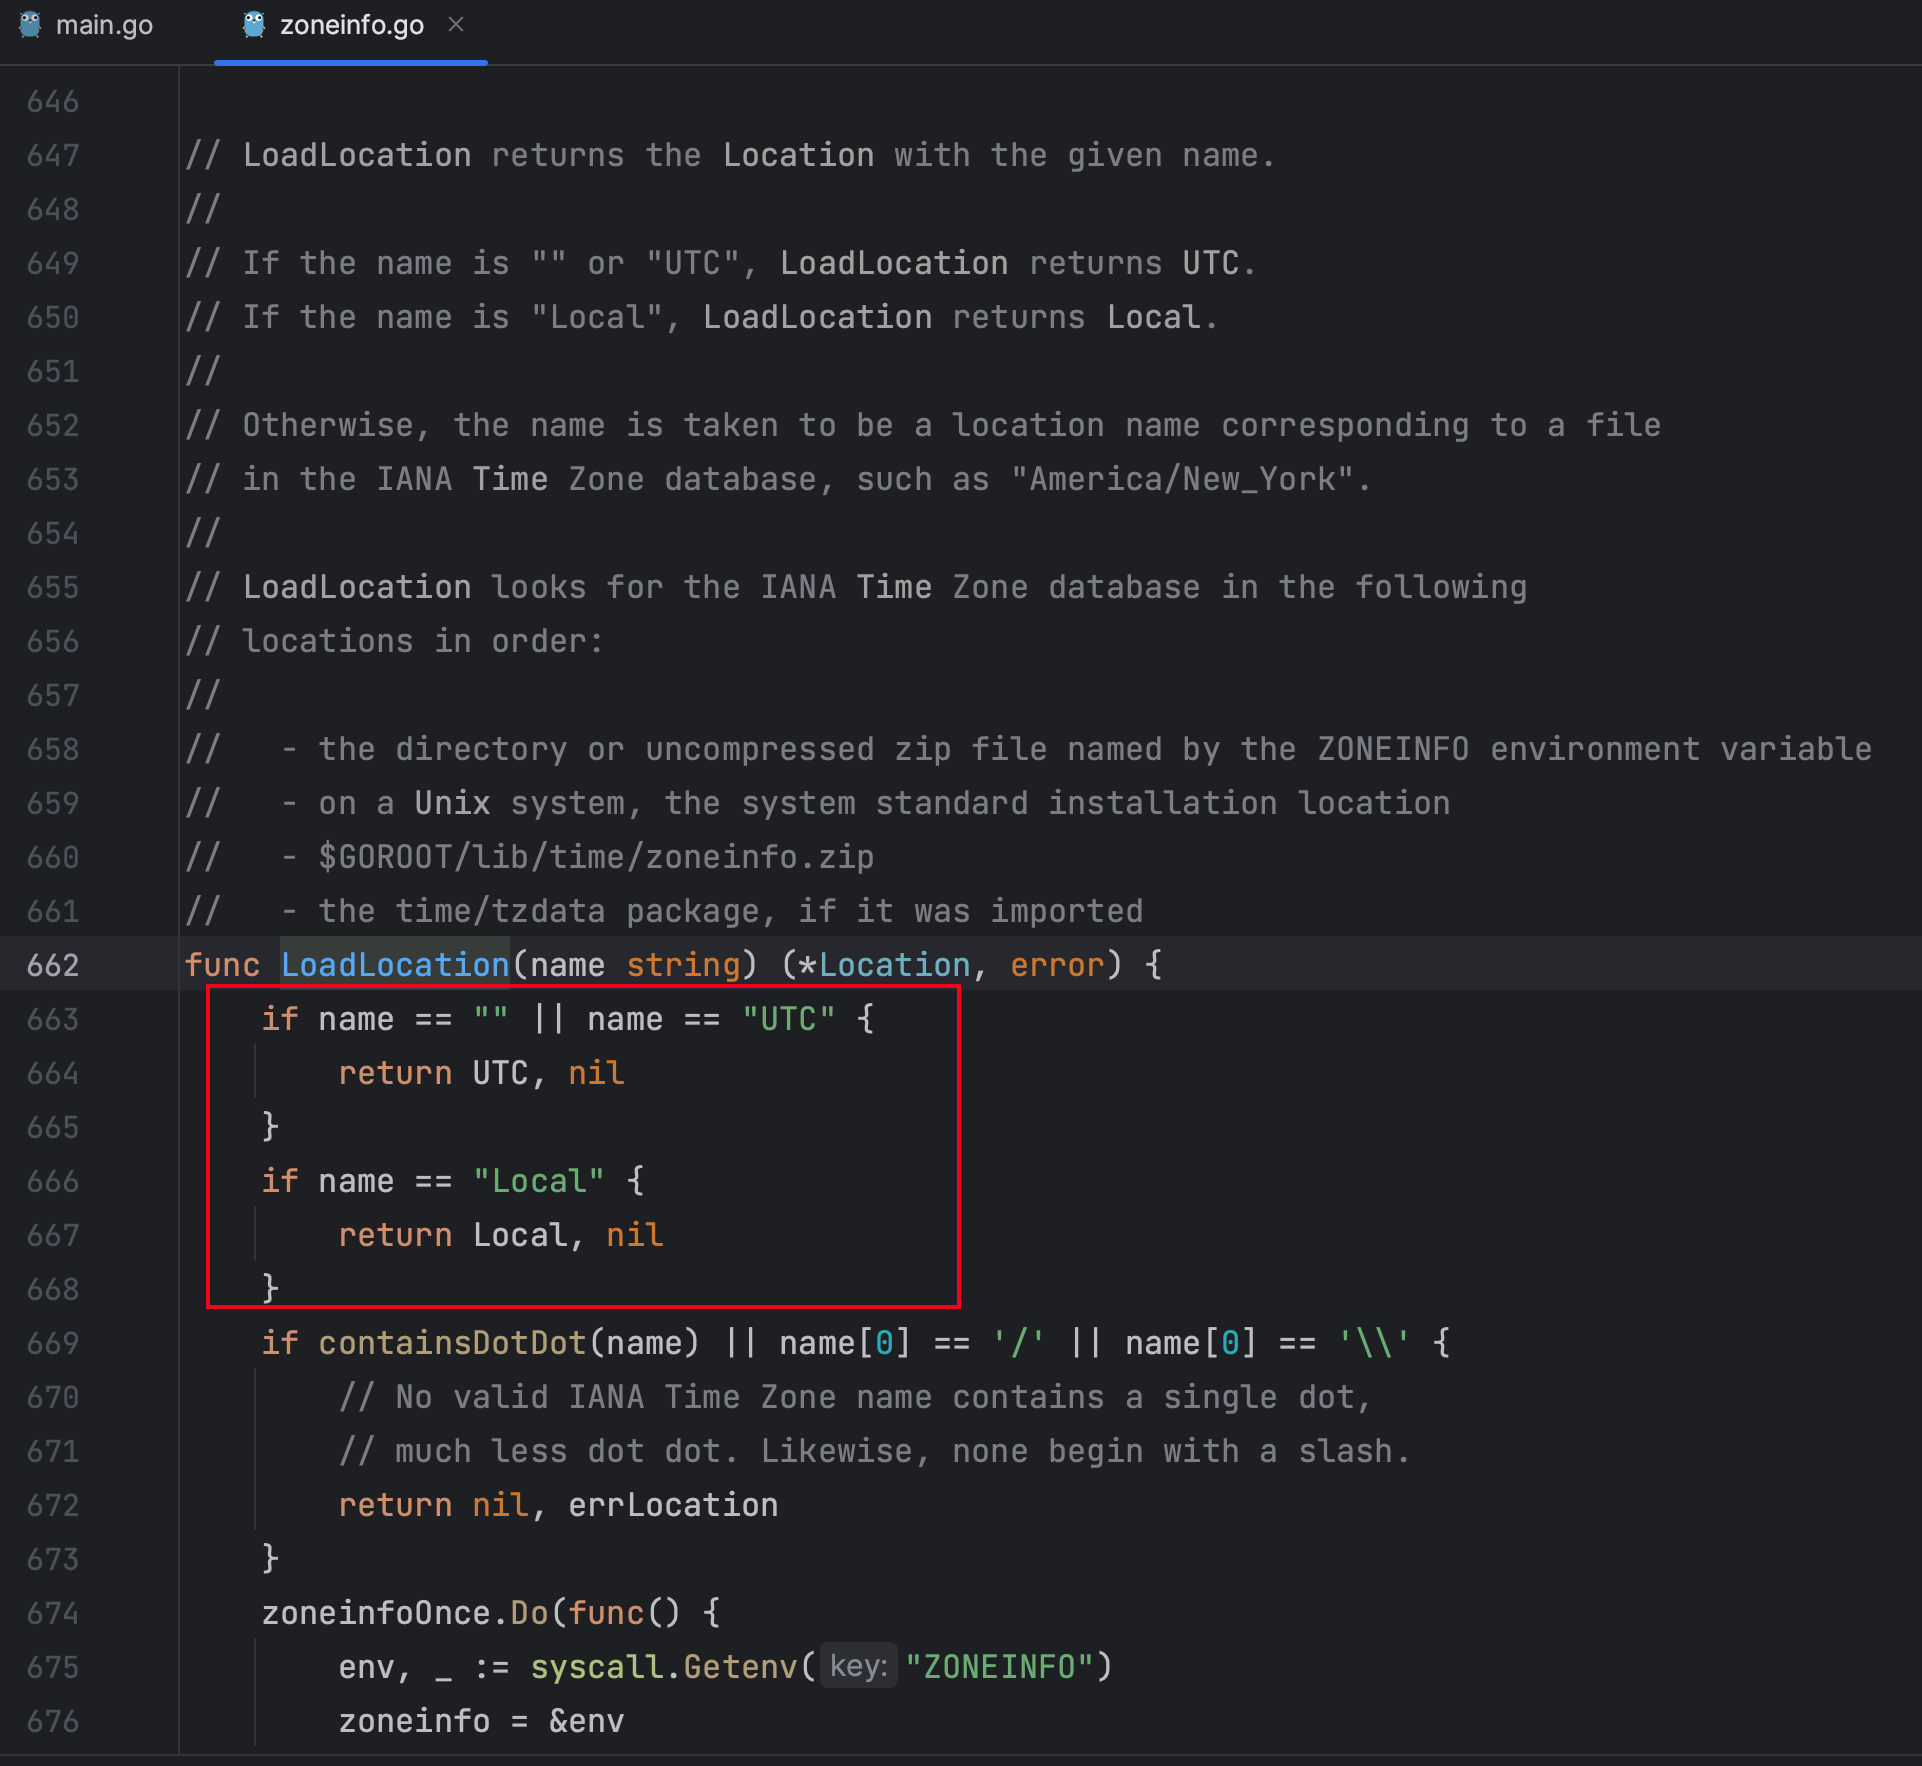 main.go
zoneinfo.go ×
646
647 // LoadLocation returns the Location with the given name.
648 //
649 // If the name is "" or "UTC", LoadLocation returns UTC.
650 // If the name is "Local", LoadLocation returns Local.
651 //
652 // Otherwise, the name is taken to be a location name corresponding to a file
653 // in the IANA Time Zone database, such as "America/New_York".
654 //
655 // LoadLocation looks for the IANA Time Zone database in the following
656 // locations in order:
657 //
658 //   - the directory or uncompressed zip file named by the ZONEINFO environment variable
659 //   - on a Unix system, the system standard installation location
660 //   - $GOROOT/lib/time/zoneinfo.zip
661 //   - the time/tzdata package, if it was imported
662 func LoadLocation(name string) (*Location, error) {
663     if name == "" || name == "UTC" {
664         return UTC, nil
665     }
666     if name == "Local" {
667         return Local, nil
668     }
669     if containsDotDot(name) || name[0] == '/' || name[0] == '\\' {
670         // No valid IANA Time Zone name contains a single dot,
671         // much less dot dot. Likewise, none begin with a slash.
672         return nil, errLocation
673     }
674     zoneinfoOnce.Do(func() {
675         env, _ := syscall.Getenv( key: "ZONEINFO")
676         zoneinfo = &env